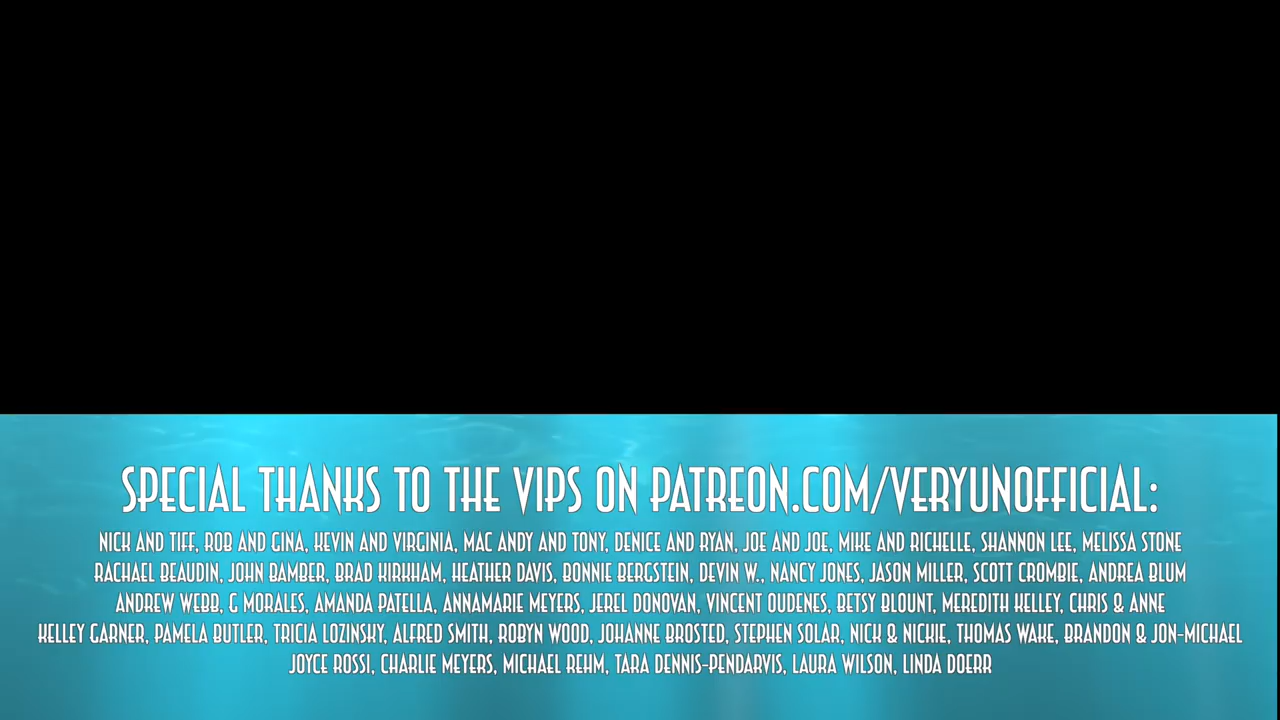 SPECIAL THANKS TO THE VIPS ON PATREON.COM/VERYUNOFFICIAL:
NICK AND TIFF, ROB AND GINA, KEVIN AND VIRGINIA, MAC ANDY AND TONY, DENICE AND RYAN, JOE AND JOE, MIKE AND RICHELLE, SHANNON LEE, MELISSA STONE
RACHAEL BEAUDIN, JOHN BAMBER, BRAD KIRKHAM, HEATHER DAVIS, BONNIE BERGSTEIN, DEVIN W., NANCY JONES, JASON MILLER, SCOTT CROMBIE, ANDREA BLUM
ANDREW WEBB, G MORALES, AMANDA PATELLA, ANNAMARIE MEYERS, JEREL DONOVAN, VINCENT OUDENES, BETSY BLOUNT, MEREDITH KELLEY, CHRIS & ANNE
KELLEY GARNER, PAMELA BUTLER, TRICIA LOZINSKY, ALFRED SMITH, ROBYN WOOD, JOHANNE BROSTED, STEPHEN SOLAR, NICK & NICKIE, THOMAS WAKE, BRANDON & JON-MICHAEL
JOYCE ROSSI, CHARLIE MEYERS, MICHAEL REHM, TARA DENNIS-PENDARVIS, LAURA WILSON, LINDA DOERR